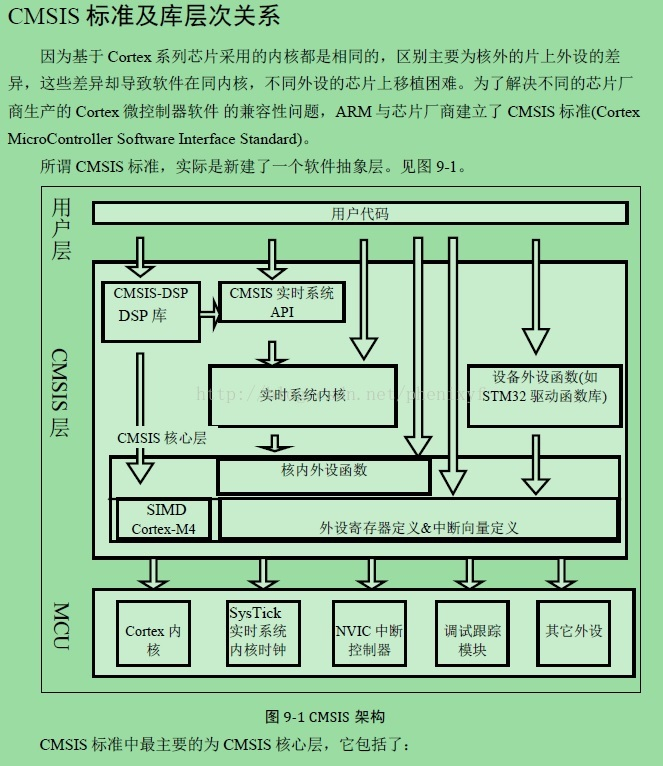 CMSIS 标准及库层次关系
因为基于 Cortex 系列芯片采用的内核都是相同的，区别主要为核外的片上外设的差
异，这些差异却导致软件在同内核，不同外设的芯片上移植困难。为了解决不同的芯片厂
商生产的 Cortex 微控制器软件 的兼容性问题，ARM 与芯片厂商建立了 CMSIS 标准(Cortex
MicroController Software Interface Standard)。
所谓 CMSIS 标准，实际是新建了一个软件抽象层。见图 9-1。
用户层
用户代码
CMSIS 层
CMSIS-DSP
DSP 库
CMSIS 实时系统
API
实时系统内核
设备外设函数(如
STM32 驱动函数库)
CMSIS 核心层
核内外设函数
SIMD
Cortex-M4
外设寄存器定义&中断向量定义
MCU
Cortex 内
核
SysTick
实时系统
内核时钟
NVIC 中断
控制器
调试跟踪
模块
其它外设
图 9-1 CMSIS 架构
CMSIS 标准中最主要的为 CMSIS 核心层，它包括了：